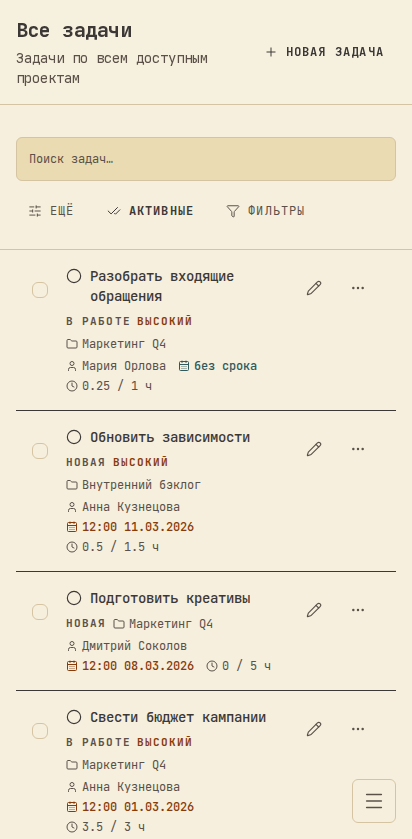 Все задачи
Задачи по всем доступным
проектам
НОВАЯ ЗАДАЧА
Поиск задач…
ЕЩЁ
АКТИВНЫЕ
ФИЛЬТРЫ
Разобрать входящие
обращения
В РАБОТЕ ВЫСОКИЙ
Маркетинг Q4
Мария Орлова без срока
0.25 / 1 ч
Обновить зависимости
НОВАЯ ВЫСОКИЙ
Внутренний бэклог
Анна Кузнецова
12:00 11.03.2026
0.5 / 1.5 ч
Подготовить креативы
НОВАЯ Маркетинг Q4
Дмитрий Соколов
12:00 08.03.2026 0 / 5 ч
Свести бюджет кампании
В РАБОТЕ ВЫСОКИЙ
Маркетинг Q4
Анна Кузнецова
12:00 01.03.2026
3.5 / 3 ч